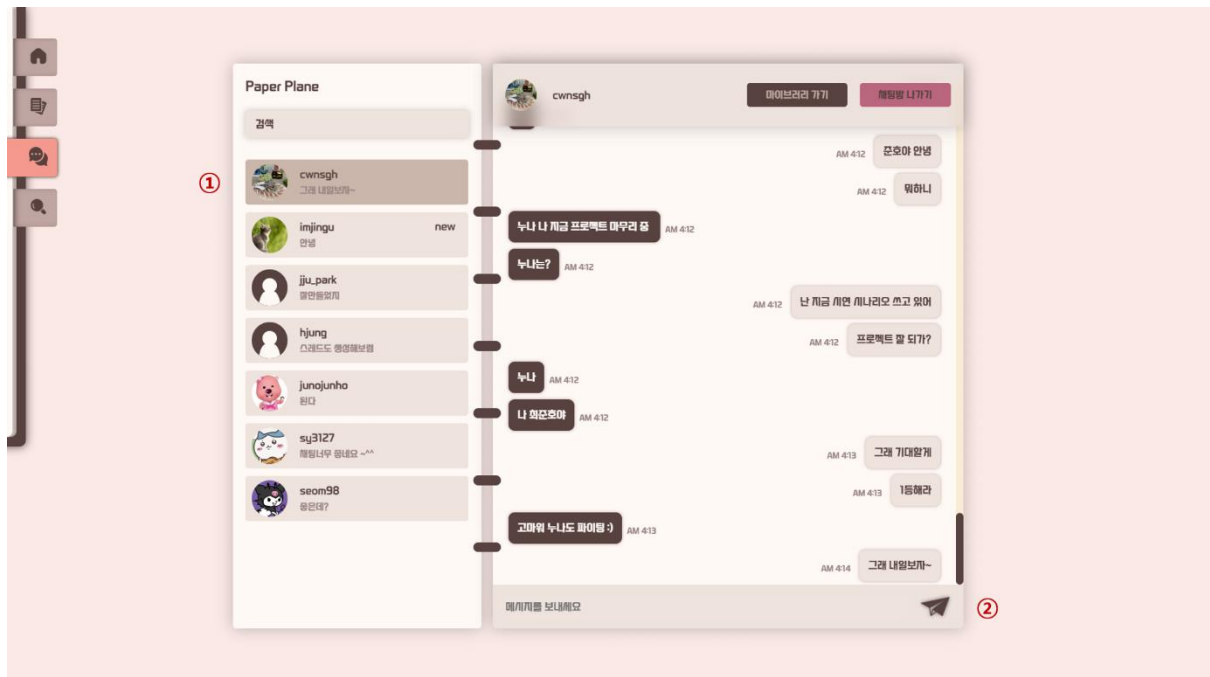 Paper Plane
검색
①
cwnsgh
그래 내일보자~
imjingu
new
안녕
jju_park
잘만들었지
hjung
스레드도 생성해보렴
junojunho
된다
sy3127
채팅너무 좋네요 ~^^
seom98
좋은데?
cwnsgh
마이브러리 가기
채팅방 나가기
AM 4:12 준호야 안녕
AM 4:12 뭐하니
누나 나 지금 프로젝트 마무리 중 AM 4:12
누나는? AM 4:12
AM 4:12 난 지금 시연 시나리오 쓰고 있어
AM 4:12 프로젝트 잘 되가?
누나 AM 4:12
나 최준호야 AM 4:12
AM 4:13 그래 기대할게
AM 4:13 1등해라
고마워 누나도 파이팅 :) AM 4:13
AM 4:14 그래 내일보자~
메시지를 보내세요
②